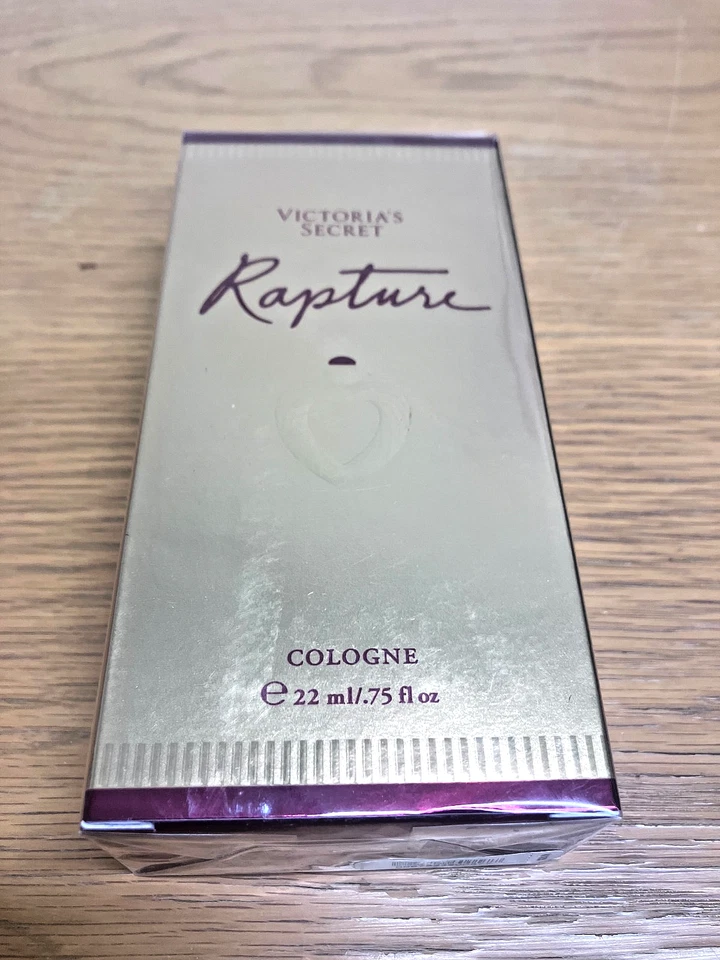 VICTORIA'S
SECRET
Rapture
COLOGNE
℮ 22 ml/.75 fl oz